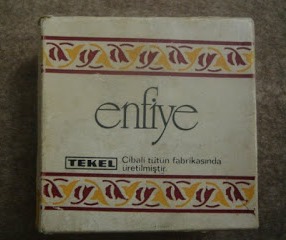 enfiye
TEKEL Cibali tütün fabrikasında
üretilmiştir.